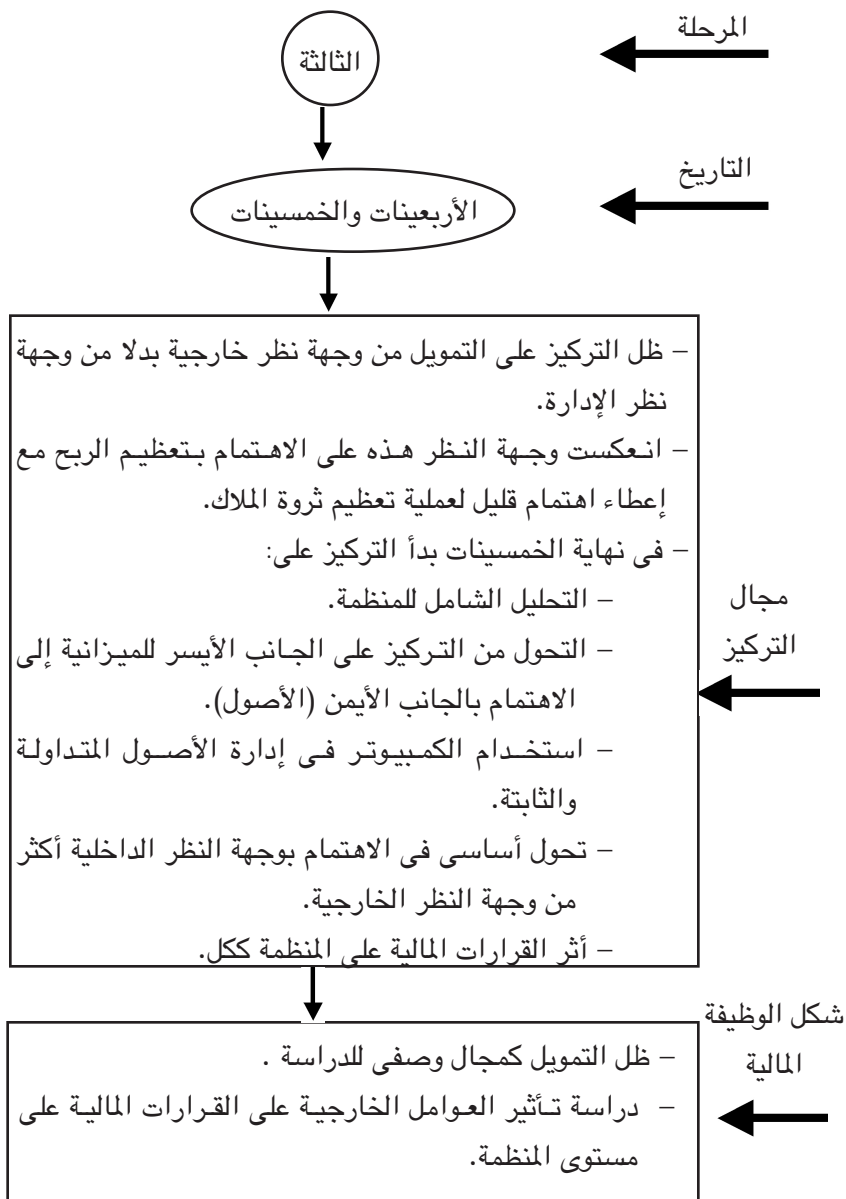 المرحلة
الثالثة
التاريخ
الأربعينات والخمسينات
– ظل التركيز على التمويل من وجهة نظر خارجية بدلا من وجهة
نظر الإدارة.
– انعكست وجهة النظر هذه على الاهتمام بتعظيم الربح مع
إعطاء اهتمام قليل لعملية تعظيم ثروة الملاك.
– فى نهاية الخمسينات بدأ التركيز على:
– التحليل الشامل للمنظمة.
– التحول من التركيز على الجانب الأيسر للميزانية إلى
الاهتمام بالجانب الأيمن (الأصول).
– استخدام الكمبيوتر فى إدارة الأصول المتداولة
والثابتة.
– تحول أساسى فى الاهتمام بوجهة النظر الداخلية أكثر
من وجهة النظر الخارجية.
– أثر القرارات المالية على المنظمة ككل.
مجال
التركيز
شكل الوظيفة
المالية
– ظل التمويل كمجال وصفى للدراسة .
– دراسة تأثير العوامل الخارجية على القرارات المالية على
مستوى المنظمة.